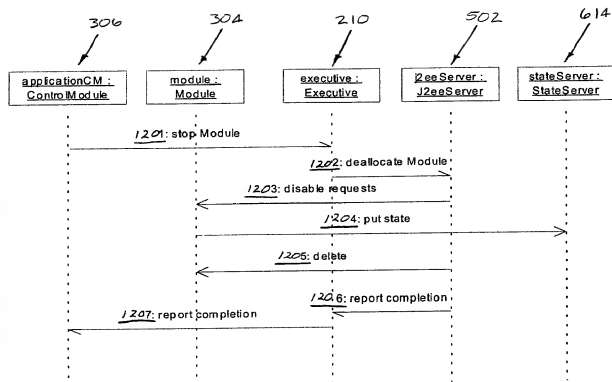 306
304
210
502
614
applicationCM :
ControlModule
module :
Module
executive :
Executive
j2eeServer :
J2eeServer
stateServer :
StateServer
1201: stop Module
1202: deallocate Module
1203: disable requests
1204: put state
1205: delete
1206: report completion
1207: report completion